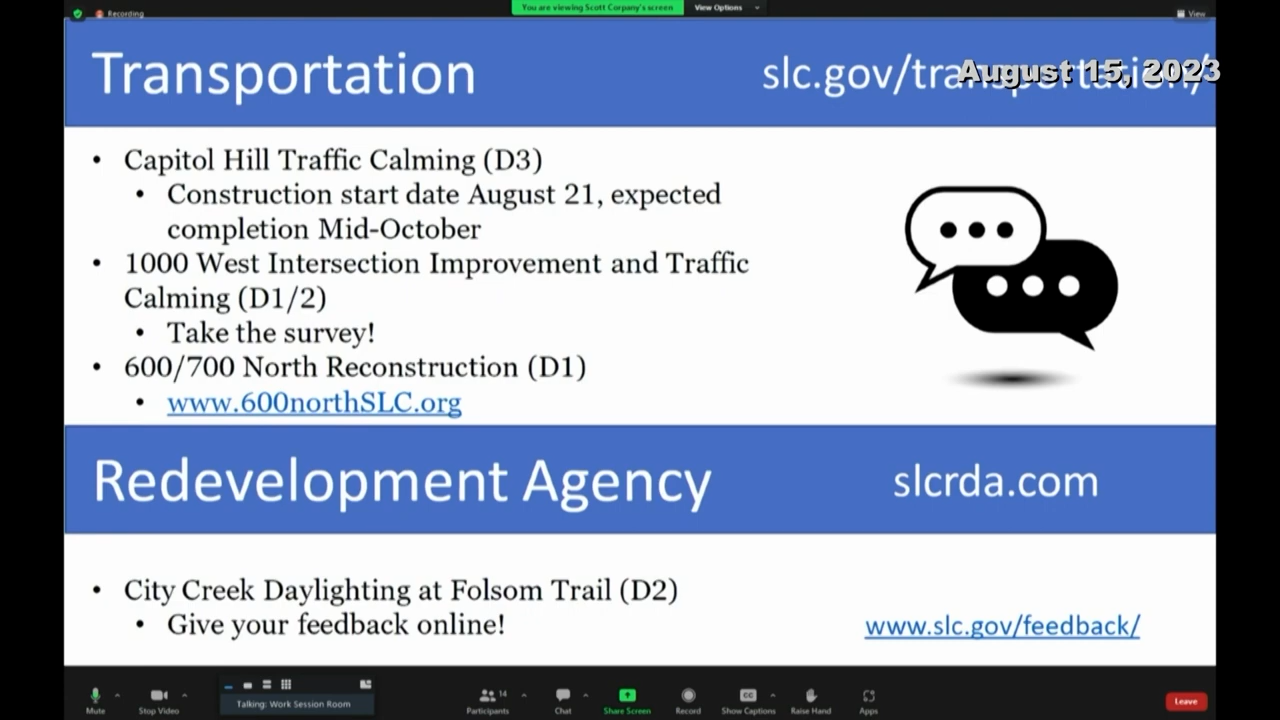 Recording
You are viewing Scott Corpany's screen
View Options
View
Transportation
slc.gov/transportation/
August 15, 2023
• Capitol Hill Traffic Calming (D3)
• Construction start date August 21, expected
completion Mid-October
• 1000 West Intersection Improvement and Traffic
Calming (D1/2)
• Take the survey!
• 600/700 North Reconstruction (D1)
• www.600northSLC.org
Redevelopment Agency
slcrda.com
• City Creek Daylighting at Folsom Trail (D2)
• Give your feedback online!
www.slc.gov/feedback/
Talking: Work Session Room
14
Mute
Stop Video
Participants
Chat
Share Screen
Record
CC
Show Captions
Raise Hand
Apps
Leave